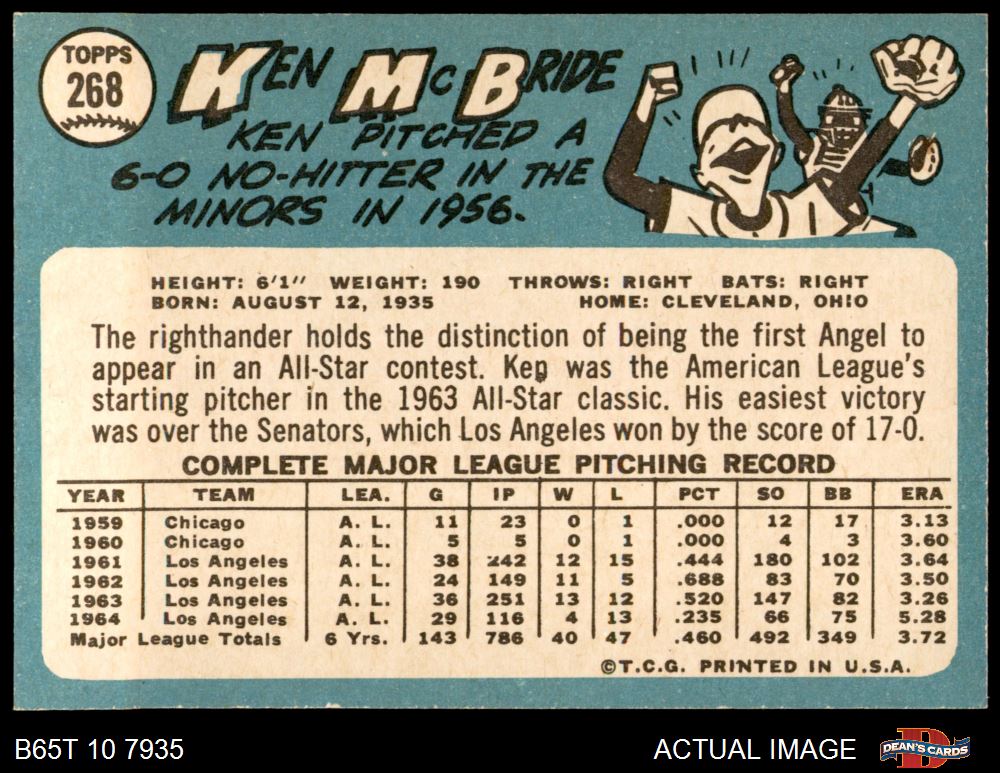 TOPPS
268
KEN McBRIDE
KEN PITCHED A
6-0 NO-HITTER IN THE
MINORS IN 1956.
HEIGHT: 6'1" WEIGHT: 190 THROWS: RIGHT BATS: RIGHT
BORN: AUGUST 12, 1935 HOME: CLEVELAND, OHIO
The righthander holds the distinction of being the first Angel to
appear in an All-Star contest. Ken was the American League's
starting pitcher in the 1963 All-Star classic. His easiest victory
was over the Senators, which Los Angeles won by the score of 17-0.
COMPLETE MAJOR LEAGUE PITCHING RECORD
YEAR TEAM LEA. G IP W L PCT SO BB ERA
1959 Chicago A. L. 11 23 0 1 .000 12 17 3.13
1960 Chicago A. L. 5 5 0 1 .000 4 3 3.60
1961 Los Angeles A. L. 38 242 12 15 .444 180 102 3.64
1962 Los Angeles A. L. 24 149 11 5 .688 83 70 3.50
1963 Los Angeles A. L. 36 251 13 12 .520 147 82 3.26
1964 Los Angeles A. L. 29 116 4 13 .235 66 75 5.28
Major League Totals 6 Yrs. 143 786 40 47 .460 492 349 3.72
©T.C.G. PRINTED IN U.S.A.
B65T 10 7935 ACTUAL IMAGE DEAN'S CARDS